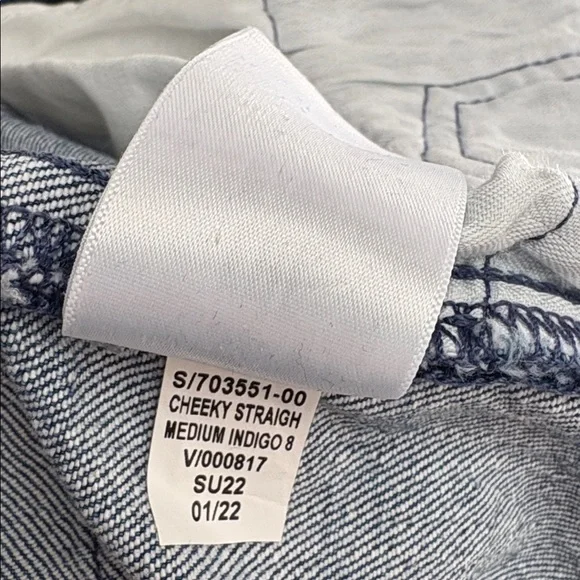 S/703551-00
CHEEKY STRAIGH
MEDIUM INDIGO 8
V/000817
SU22
01/22